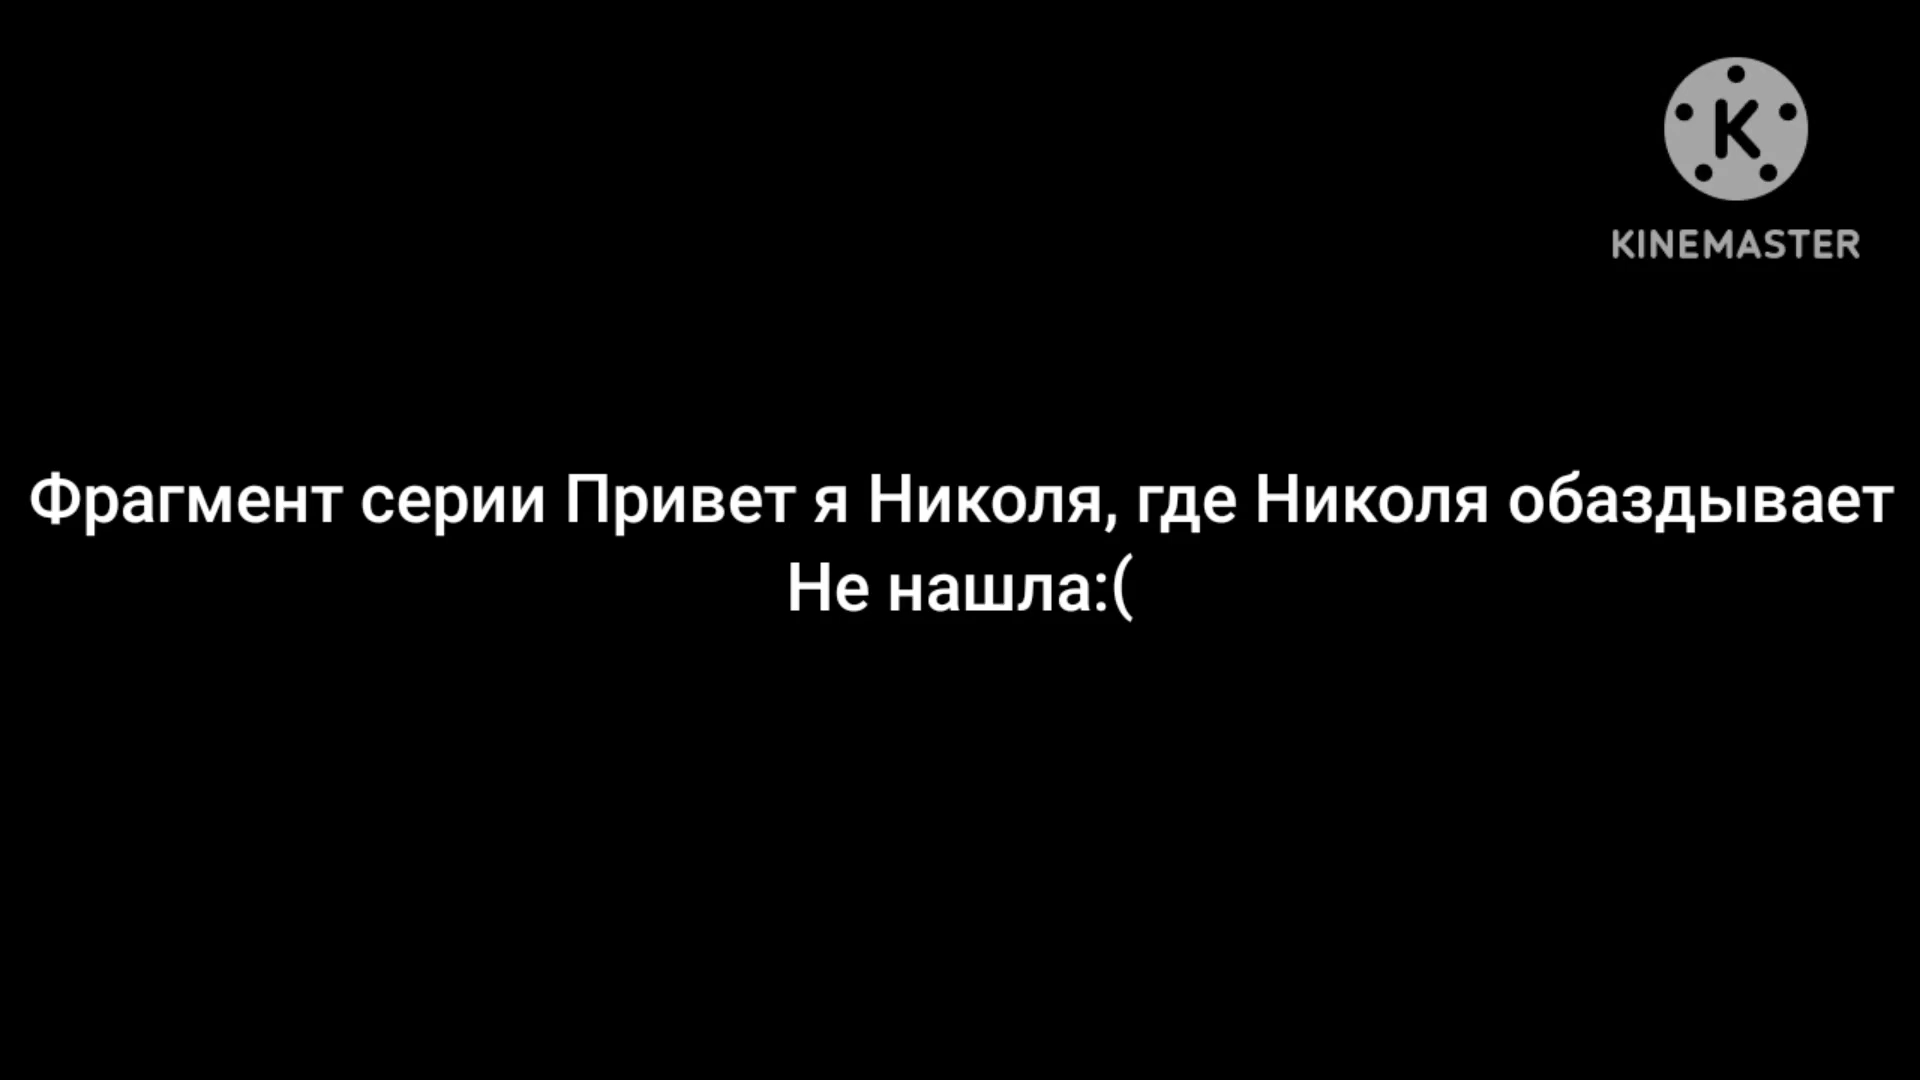 K
KINEMASTER
Фрагмент серии Привет я Николя, где Николя обаздывает
Не нашла:(